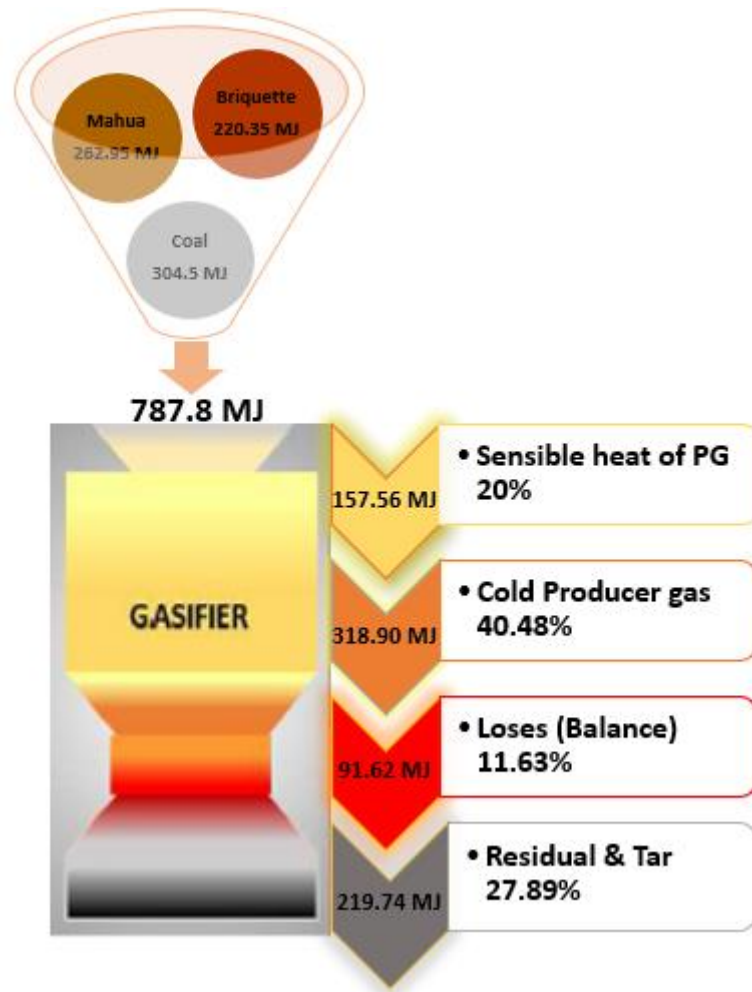 Briquette
220.35 MJ
Mahua
262.95 MJ
Coal
304.5 MJ
787.8 MJ
GASIFIER
157.56 MJ
• Sensible heat of PG
20%
318.90 MJ
• Cold Producer gas
40.48%
91.62 MJ
• Loses (Balance)
11.63%
219.74 MJ
• Residual & Tar
27.89%